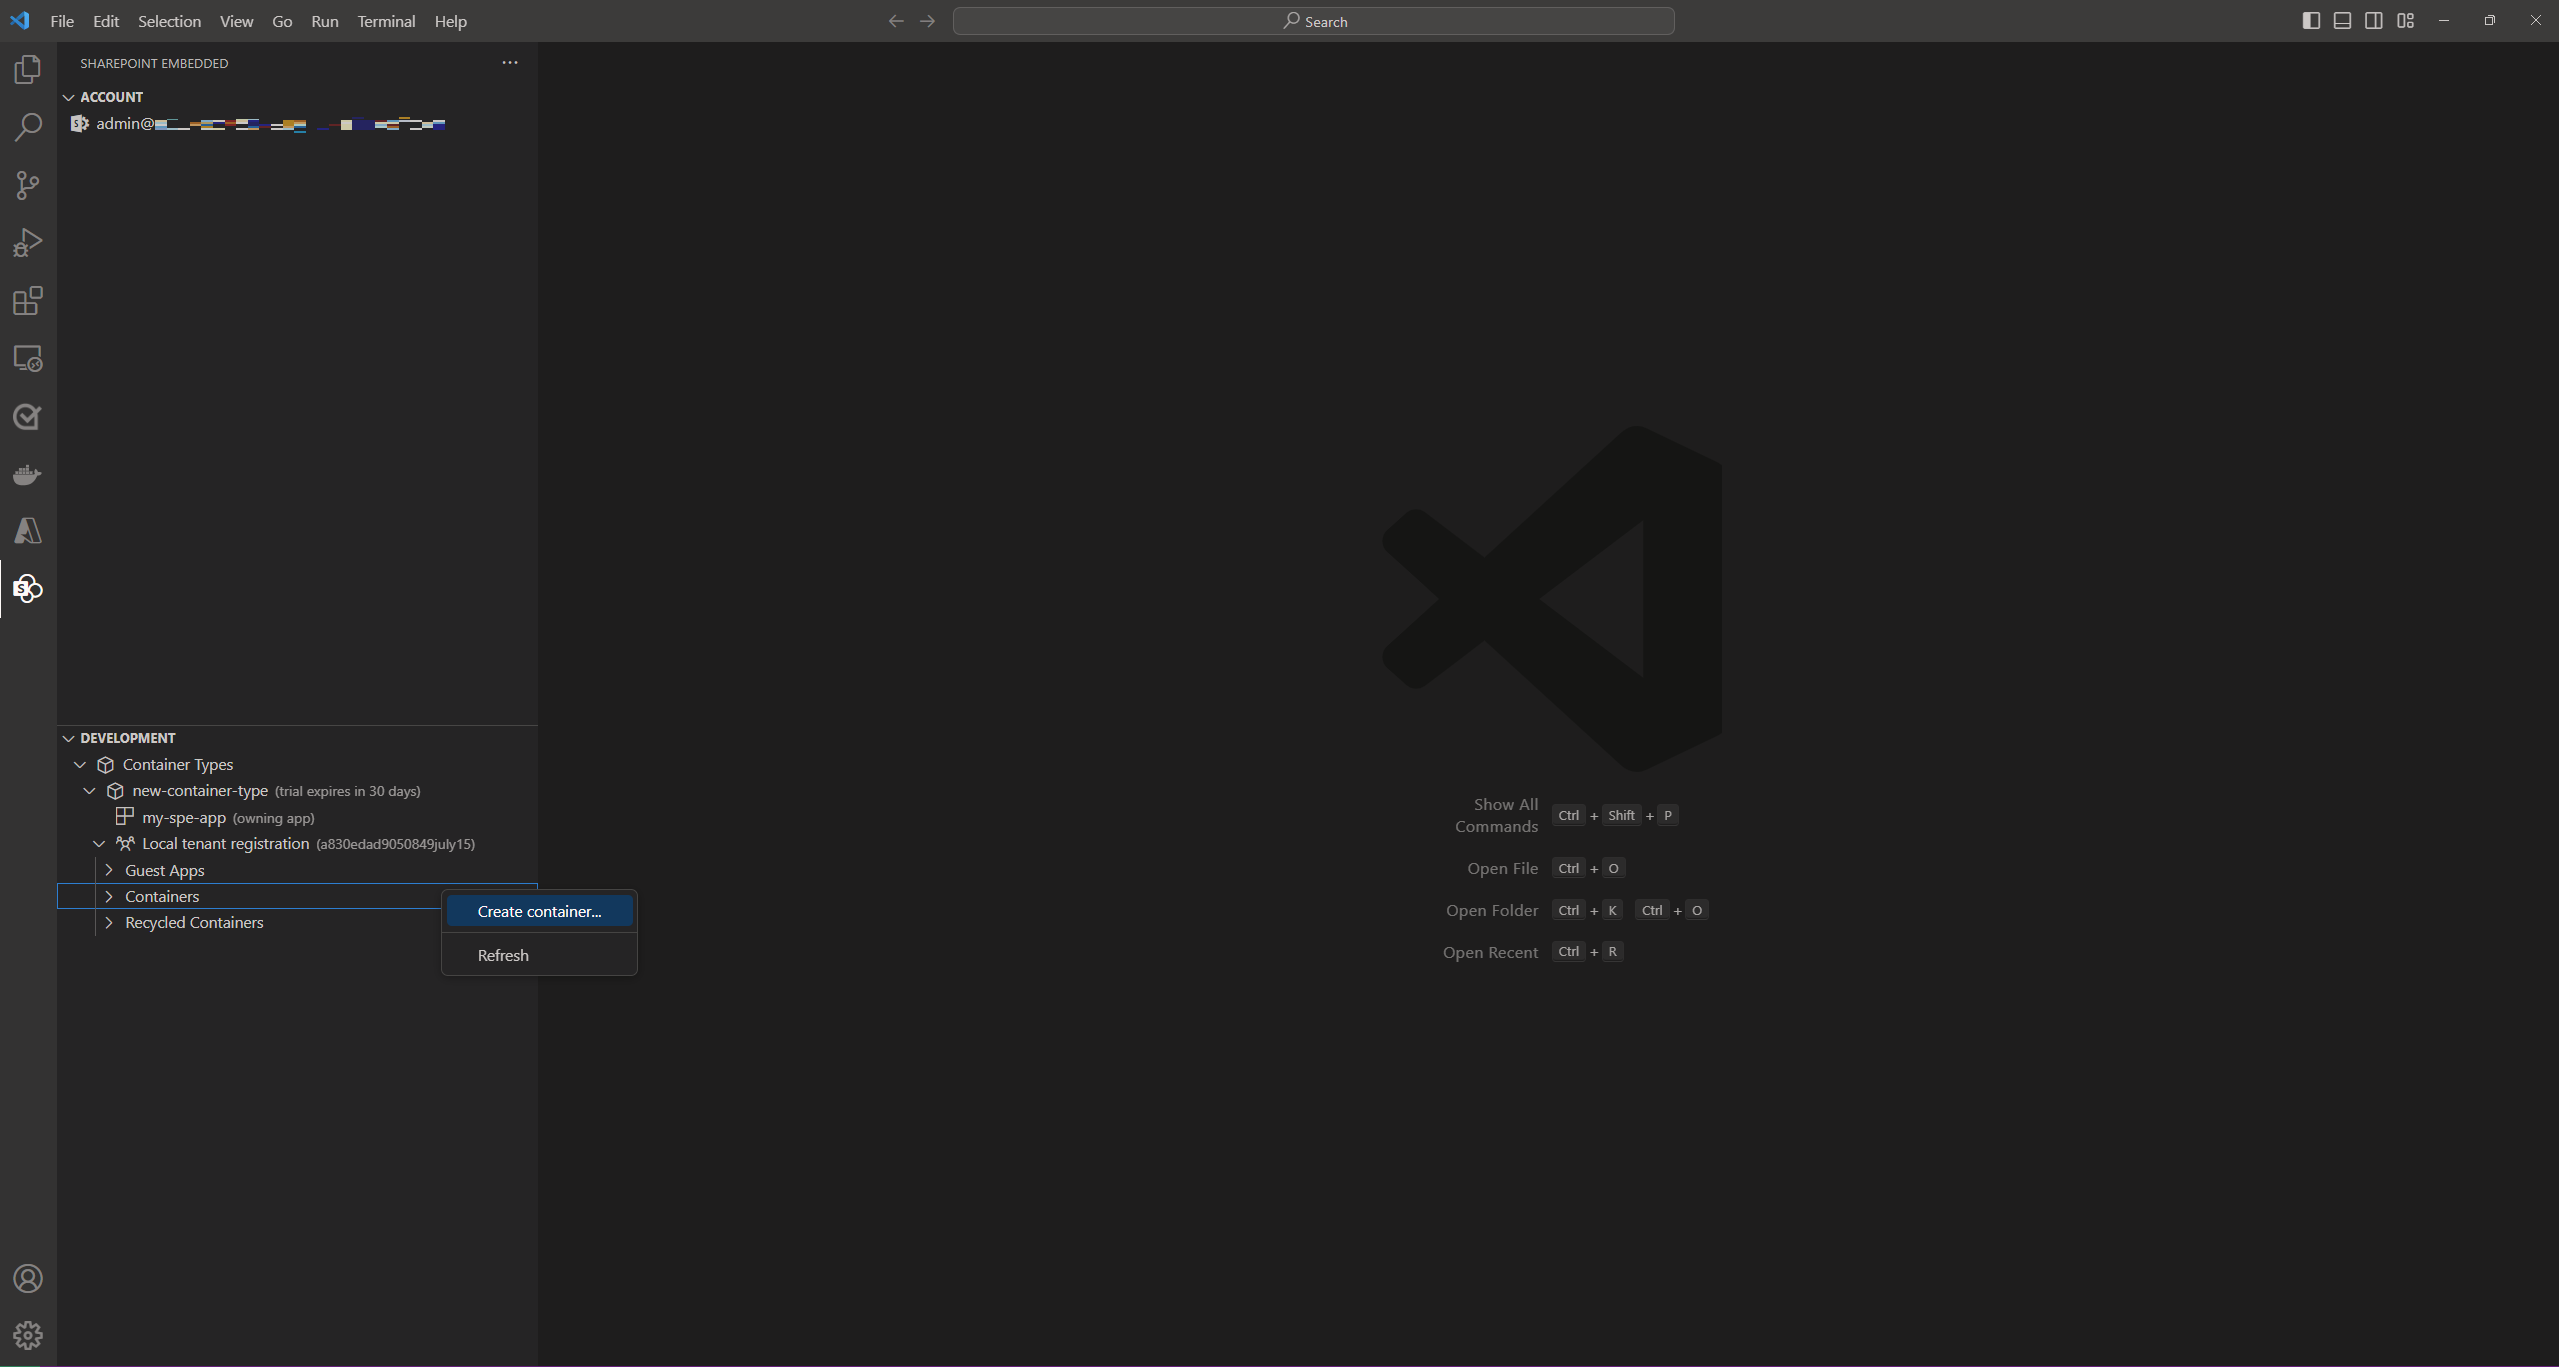 File Edit Selection View Go Run Terminal Help
Search
SHAREPOINT EMBEDDED
ACCOUNT
admin@
DEVELOPMENT
Container Types
new-container-type (trial expires in 30 days)
my-spe-app (owning app)
Local tenant registration (a830edad9050849july15)
Guest Apps
Containers
Recycled Containers
Create container...
Refresh
Show All
Commands
Ctrl + Shift + P
Open File Ctrl + O
Open Folder Ctrl + K Ctrl + O
Open Recent Ctrl + R